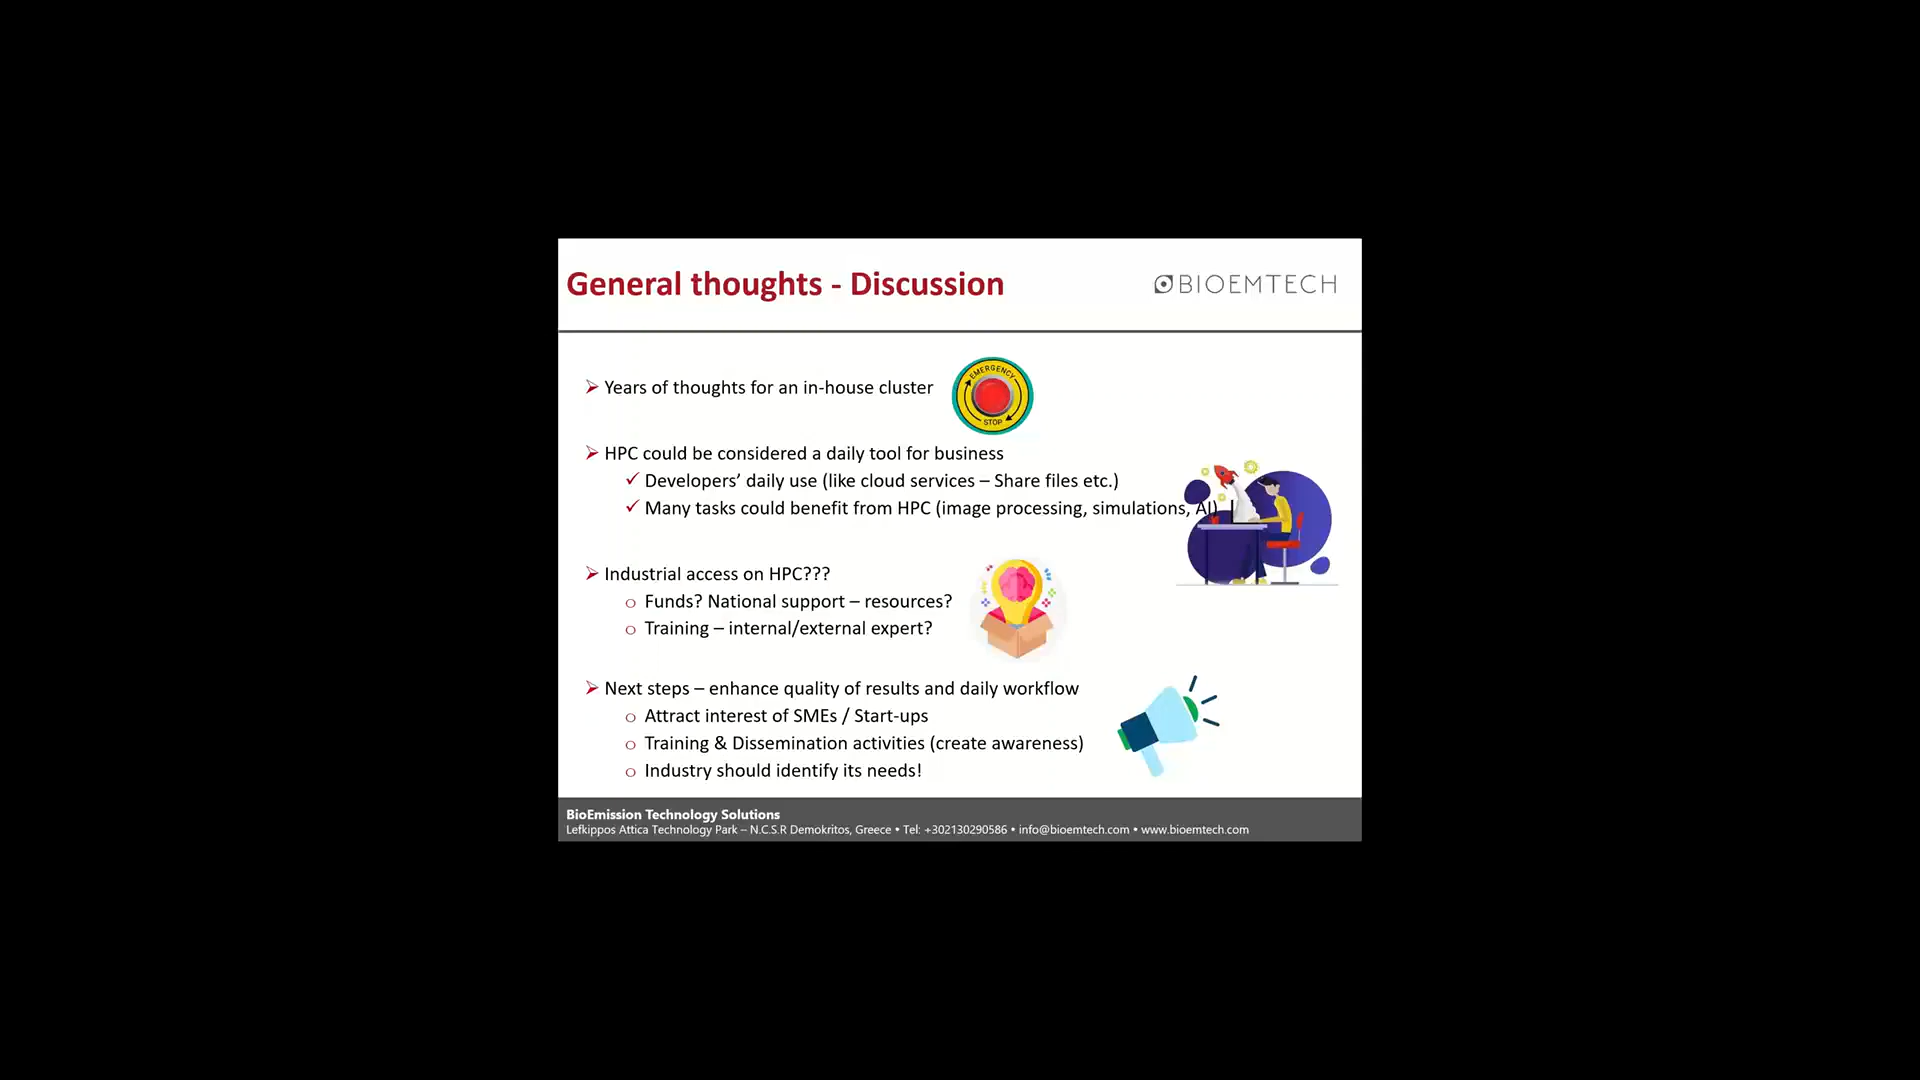 General thoughts - Discussion
BIOEMTECH
Years of thoughts for an in-house cluster
EMERGENCY
STOP
HPC could be considered a daily tool for business
Developers’ daily use (like cloud services – Share files etc.)
Many tasks could benefit from HPC (image processing, simulations, AI)
Industrial access on HPC???
Funds? National support – resources?
Training – internal/external expert?
Next steps – enhance quality of results and daily workflow
Attract interest of SMEs / Start-ups
Training & Dissemination activities (create awareness)
Industry should identify its needs!
BioEmission Technology Solutions
Lefkippos Attica Technology Park – N.C.S.R Demokritos, Greece • Tel: +302130290586 • info@bioemtech.com • www.bioemtech.com